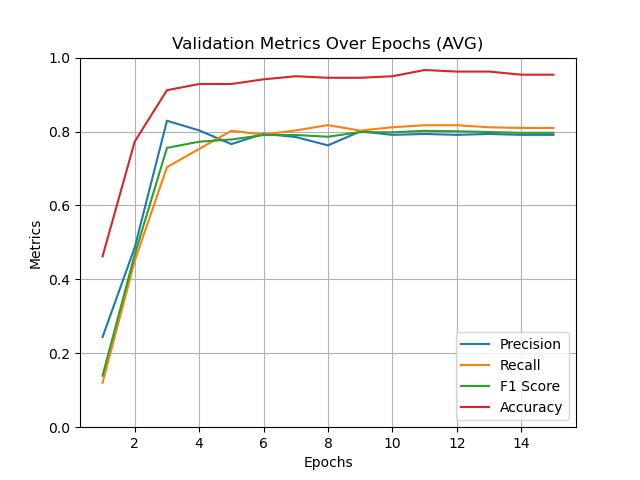 Validation Metrics Over Epochs (AVG)
1.0
0.8
0.6
0.4
0.2
0.0
Metrics
2 4 6 8 10 12 14
Epochs
Precision
Recall
F1 Score
Accuracy